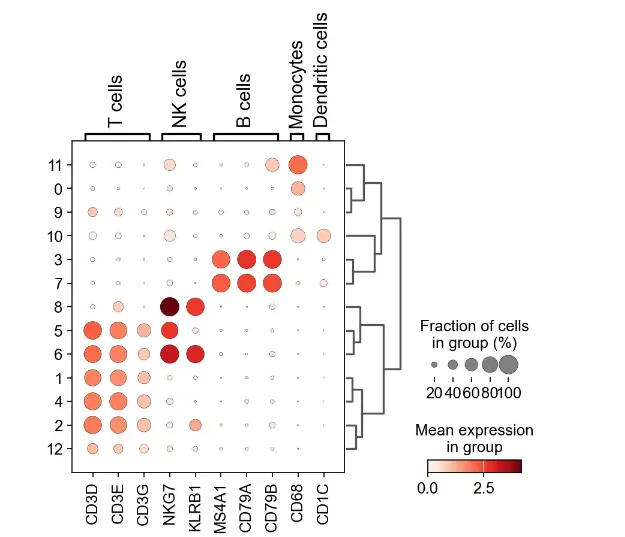 T cells
NK cells
B cells
Monocytes
Dendritic cells
11
0
9
10
3
7
8
5
6
1
4
2
12
CD3D
CD3E
CD3G
NKG7
KLRB1
MS4A1
CD79A
CD79B
CD68
CD1C
Fraction of cells
in group (%)
20 40 60 80100
Mean expression
in group
0.0 2.5